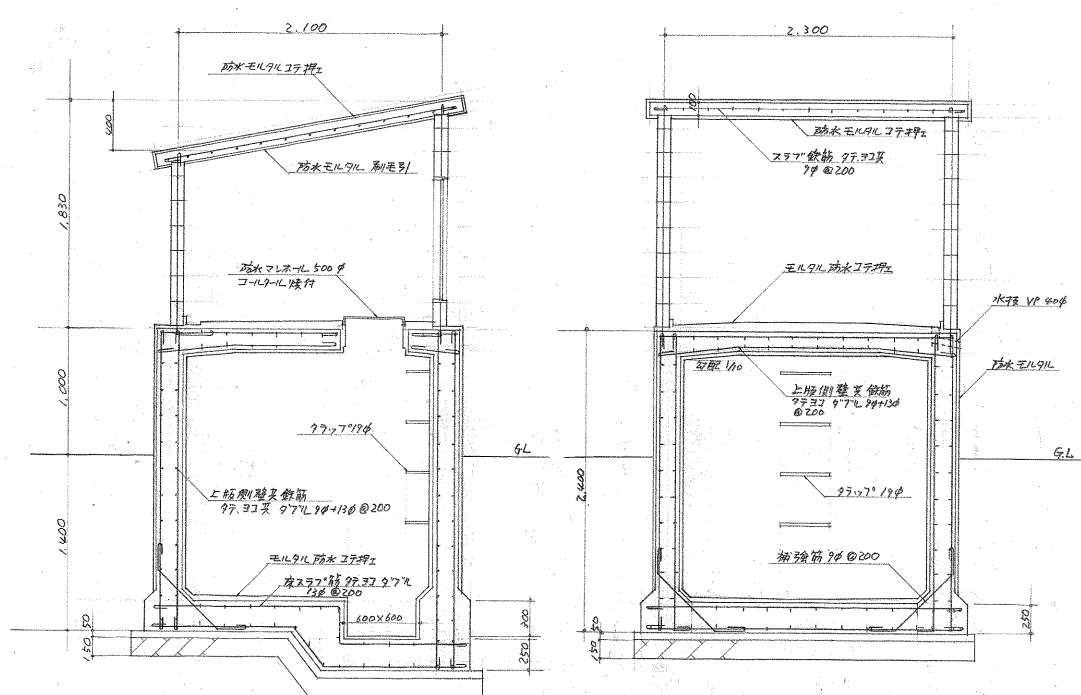 2.100
防水モルタルコテ押エ
400
防水モルタル 刷毛引
1,830
防水マンホール 500φ
コールタール焼付
1,000
タラップ19φ
GL
上版側壁共鉄筋
タテ.ヨコ共 ダブル 9φ+13φ @200
1.400
モルタル防水コテ押エ
床スラブ筋 タテ.ヨコ ダブル
13φ @200
600×600
50
150
200
250
2.300
100
防水モルタルコテ押エ
スラブ鉄筋 タテ.ヨコ共
9φ @200
モルタル防水コテ押エ
水抜 VP 40φ
防水モルタル
勾配 1/10
上版側壁共鉄筋
タテヨコ ダブル 9φ+13φ
@200
G.L
2.400
タラップ 19φ
補強筋 9φ @200
50
150
250